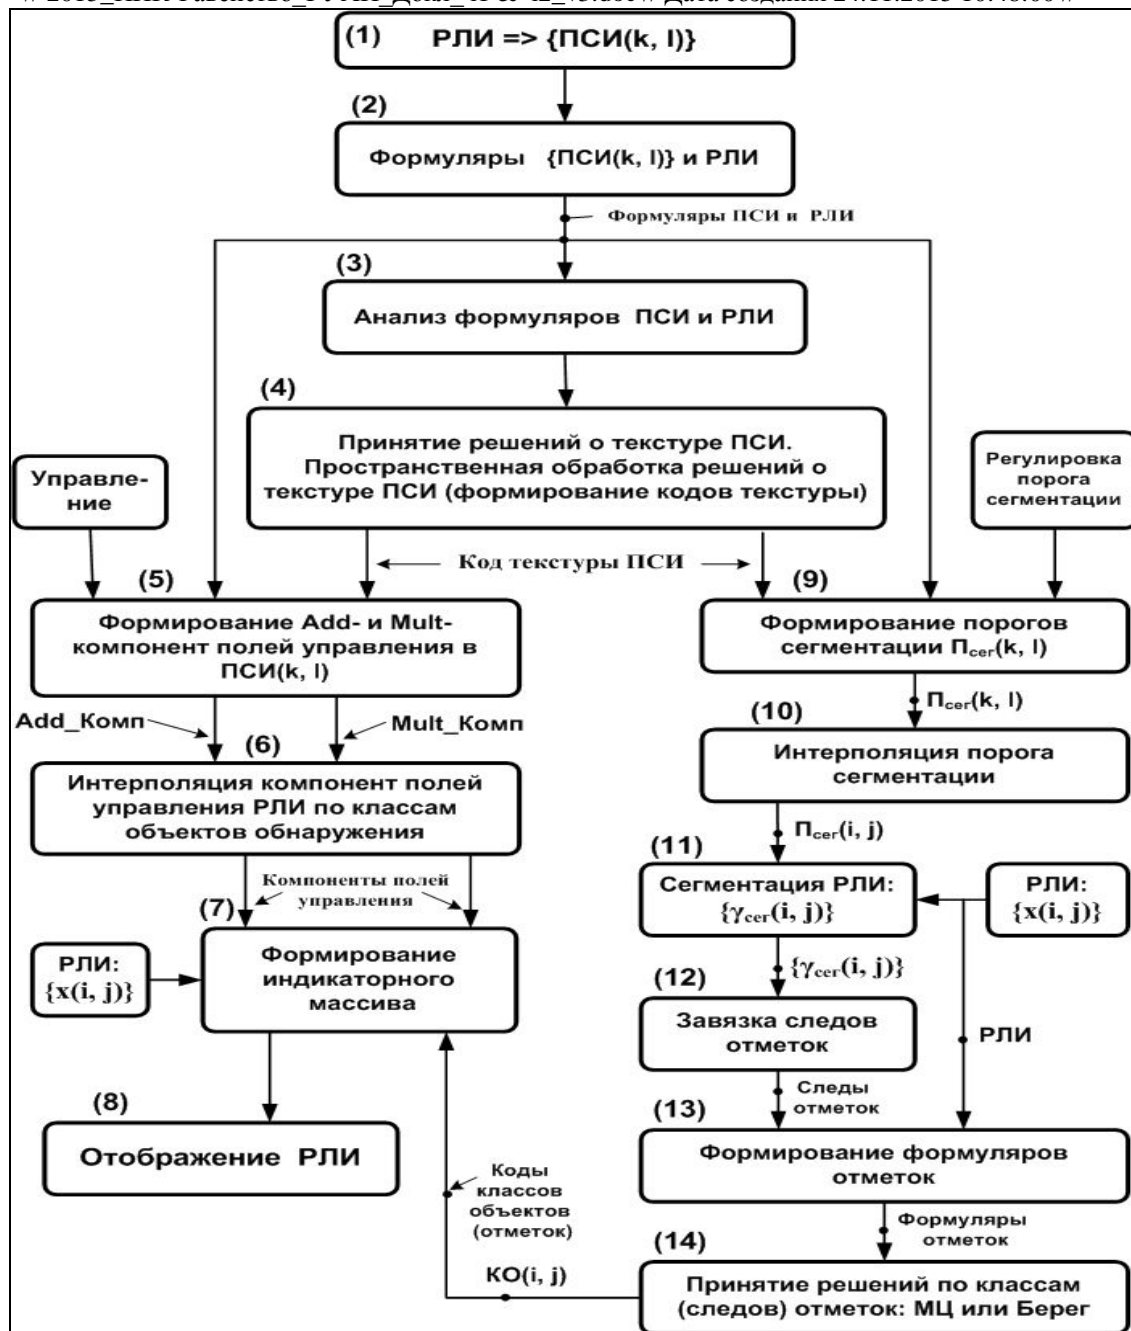 (1)
РЛИ => {ПСИ(k, l)}
(2)
Формуляры {ПСИ(k, l)} и РЛИ
Формуляры ПСИ и РЛИ
(3)
Анализ формуляров ПСИ и РЛИ
(4)
Принятие решений о текстуре ПСИ.
Пространственная обработка решений о
текстуре ПСИ (формирование кодов текстуры)
Управле-
ние
Регулировка
порога
сегментации
Код текстуры ПСИ
(5)
Формирование Add- и Mult-
компонент полей управления в
ПСИ(k, l)
(9)
Формирование порогов
сегментации Псег(k, l)
Add_Комп
Mult_Комп
Псег(k, l)
(6)
Интерполяция компонент полей
управления РЛИ по классам
объектов обнаружения
(10)
Интерполяция порога
сегментации
Псег(i, j)
Компоненты полей
управления
(11)
Сегментация РЛИ:
{γсег(i, j)}
РЛИ:
{x(i, j)}
(7)
Формирование
индикаторного
массива
РЛИ:
{x(i, j)}
{γсег(i, j)}
(12)
Завязка следов
отметок
РЛИ
Следы
отметок
(8)
Отображение РЛИ
(13)
Формирование формуляров
отметок
Коды
классов
объектов
(отметок)
Формуляры
отметок
КО(i, j)
(14)
Принятие решений по классам
(следов) отметок: МЦ или Берег